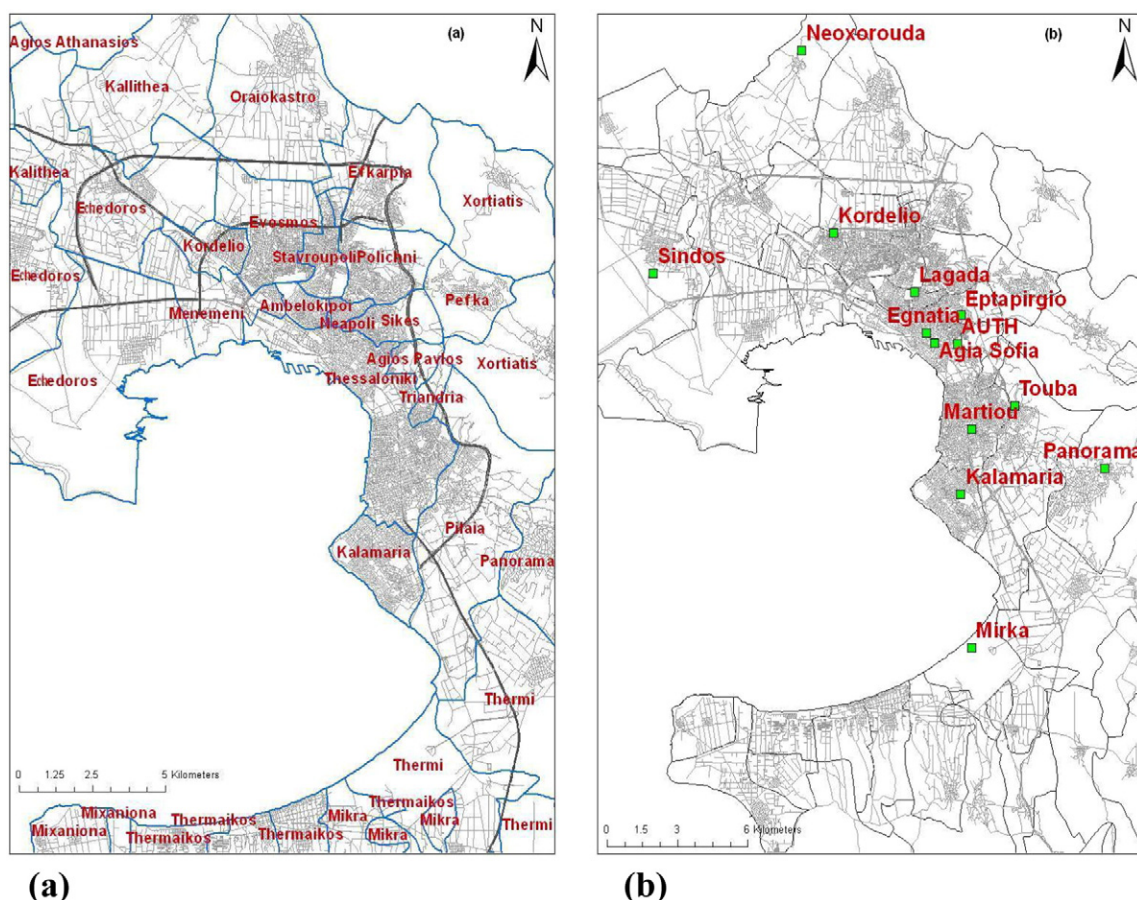 (a)
N
Agios Athanasios
Kallithea
Oraiokastro
Kalithea
Efkarpia
Echedoros
Xortiatis
Evosmos
Kordelio
Stavroupoli
Polichni
Echedoros
Pefka
Ambelokipoi
Menemeni
Neapoli
Sikes
Agios Pavlos
Xortiatis
Echedoros
Thessaloniki
Triandria
Pilaia
Kalamaria
Panorama
Thermi
Thermi
0 1.25 2.5 5 Kilometers
Thermaikos
Mixaniona
Thermaikos
Mikra
Mikra
Thermi
Mixaniona
Thermaikos
Thermaikos
Mikra
(a)
(b)
N
Neoxorouda
Kordelio
Sindos
Lagada
Eptapirgio
Egnatia
AUTH
Agia Sofia
Touba
Martiou
Panorama
Kalamaria
Mirka
0 1.5 3 6 Kilometers
(b)